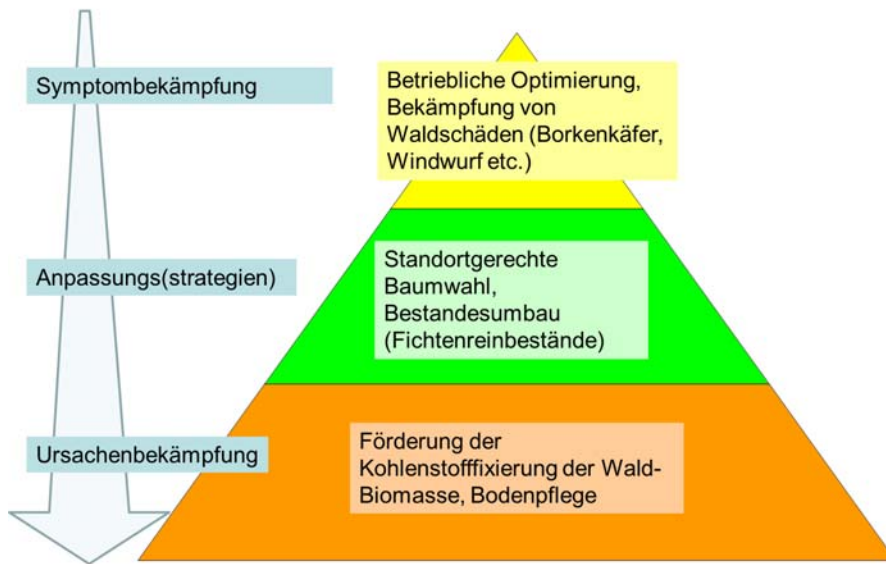 Symptombekämpfung
Betriebliche Optimierung,
Bekämpfung von
Waldschäden (Borkenkäfer,
Windwurf etc.)
Anpassungs(strategien)
Standortgerechte
Baumwahl,
Bestandesumbau
(Fichtenreinbestände)
Ursachenbekämpfung
Förderung der
Kohlenstofffixierung der Wald-
Biomasse, Bodenpflege